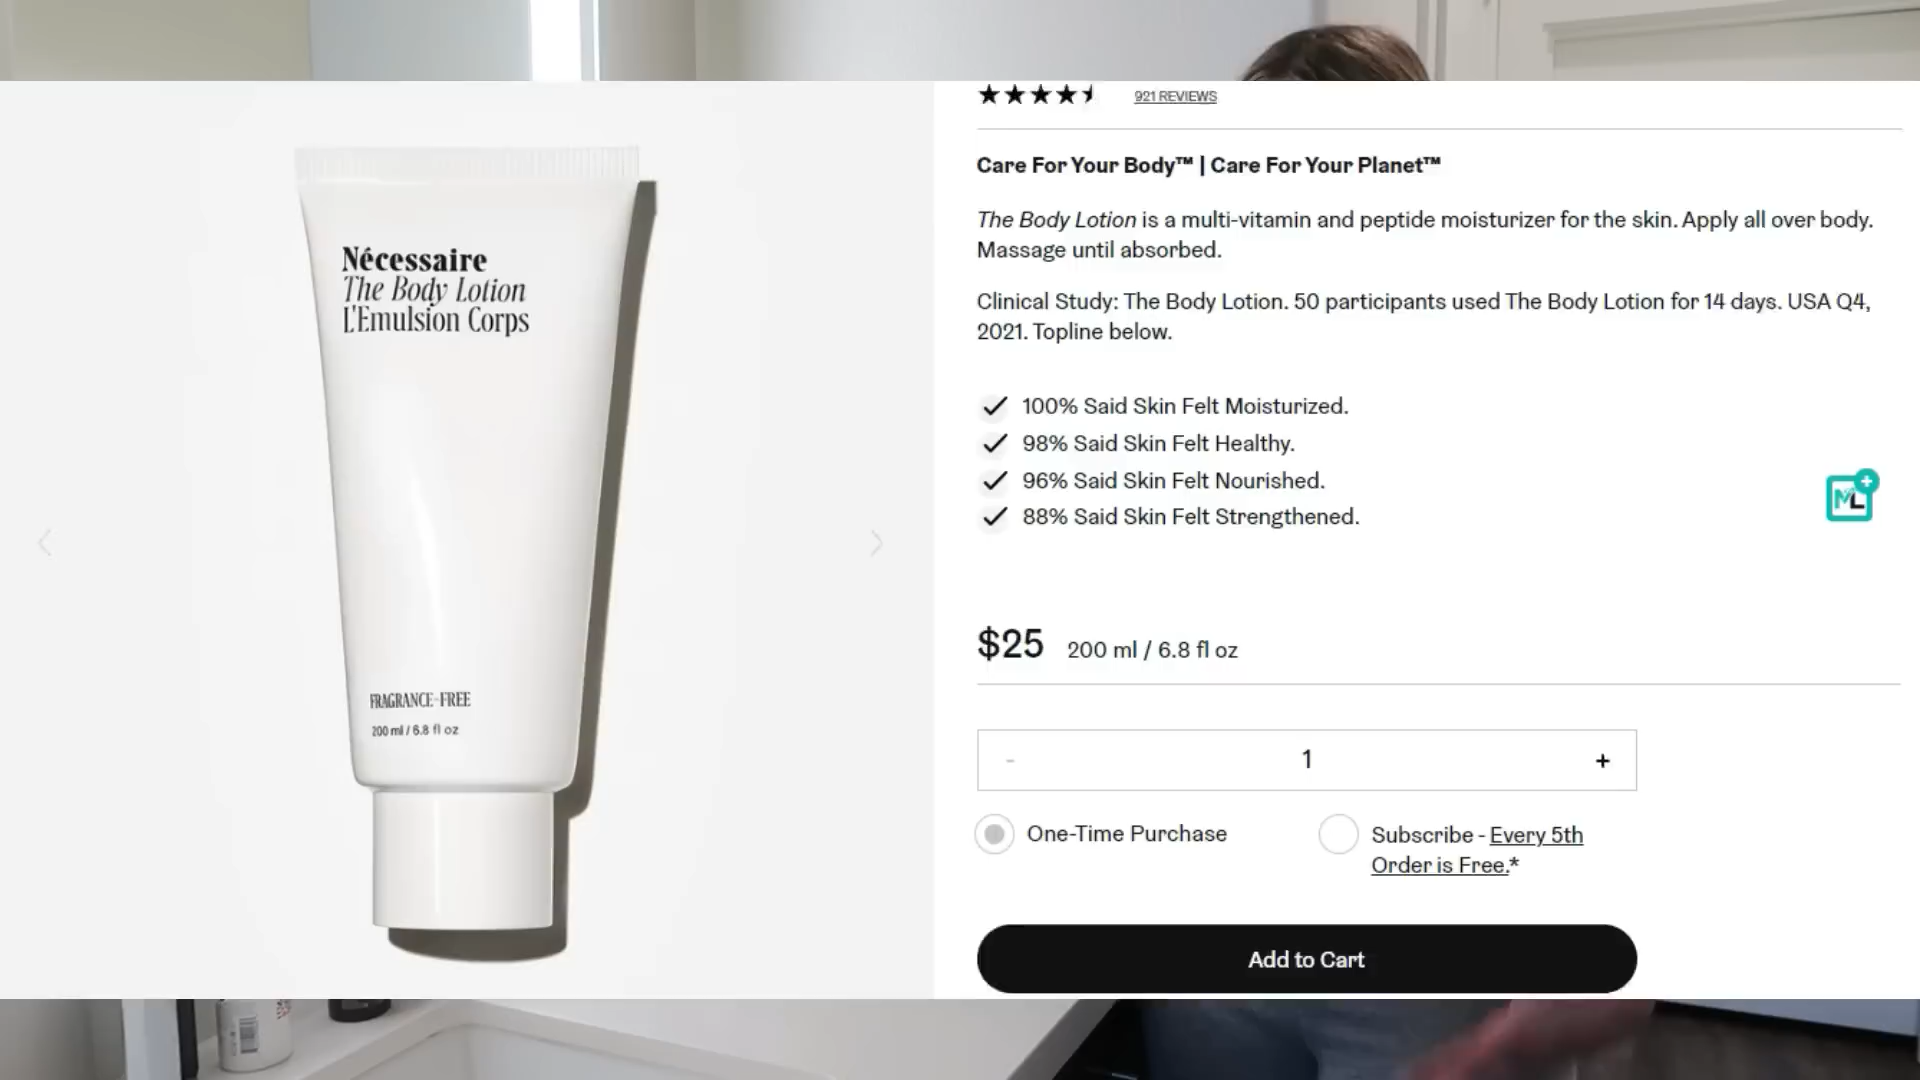 921 REVIEWS
Care For Your Body™ | Care For Your Planet™
The Body Lotion is a multi-vitamin and peptide moisturizer for the skin. Apply all over body.
Massage until absorbed.
Clinical Study: The Body Lotion. 50 participants used The Body Lotion for 14 days. USA Q4,
2021. Topline below.
100% Said Skin Felt Moisturized.
98% Said Skin Felt Healthy.
96% Said Skin Felt Nourished.
88% Said Skin Felt Strengthened.
$25 200 ml / 6.8 fl oz
- 1 +
One-Time Purchase
Subscribe - Every 5th
Order is Free.*
Add to Cart
Nécessaire
The Body Lotion
L'Emulsion Corps
FRAGRANCE-FREE
200 ml / 6.8 fl oz
ML